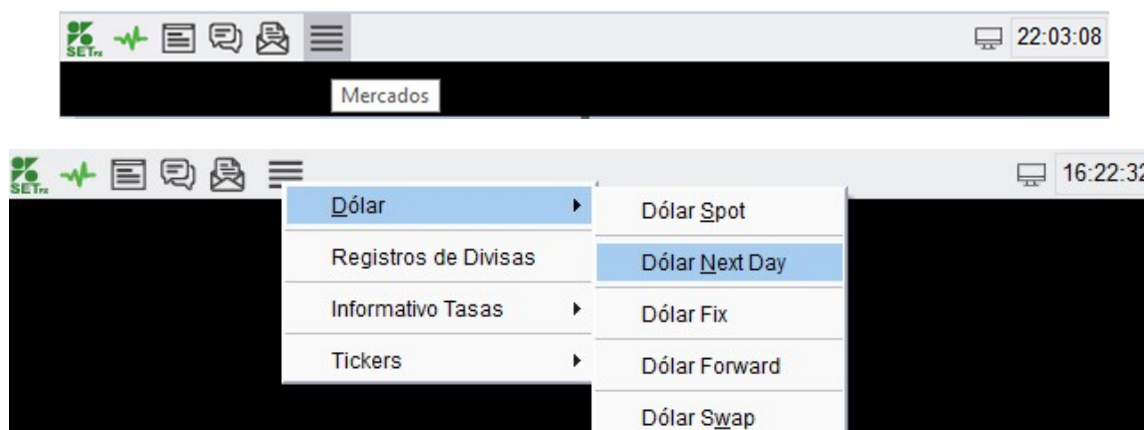 SETFX 22:03:08
Mercados
SETFX 16:22:32
Dólar
Registros de Divisas
Informativo Tasas
Tickers
Dólar Spot
Dólar Next Day
Dólar Fix
Dólar Forward
Dólar Swap